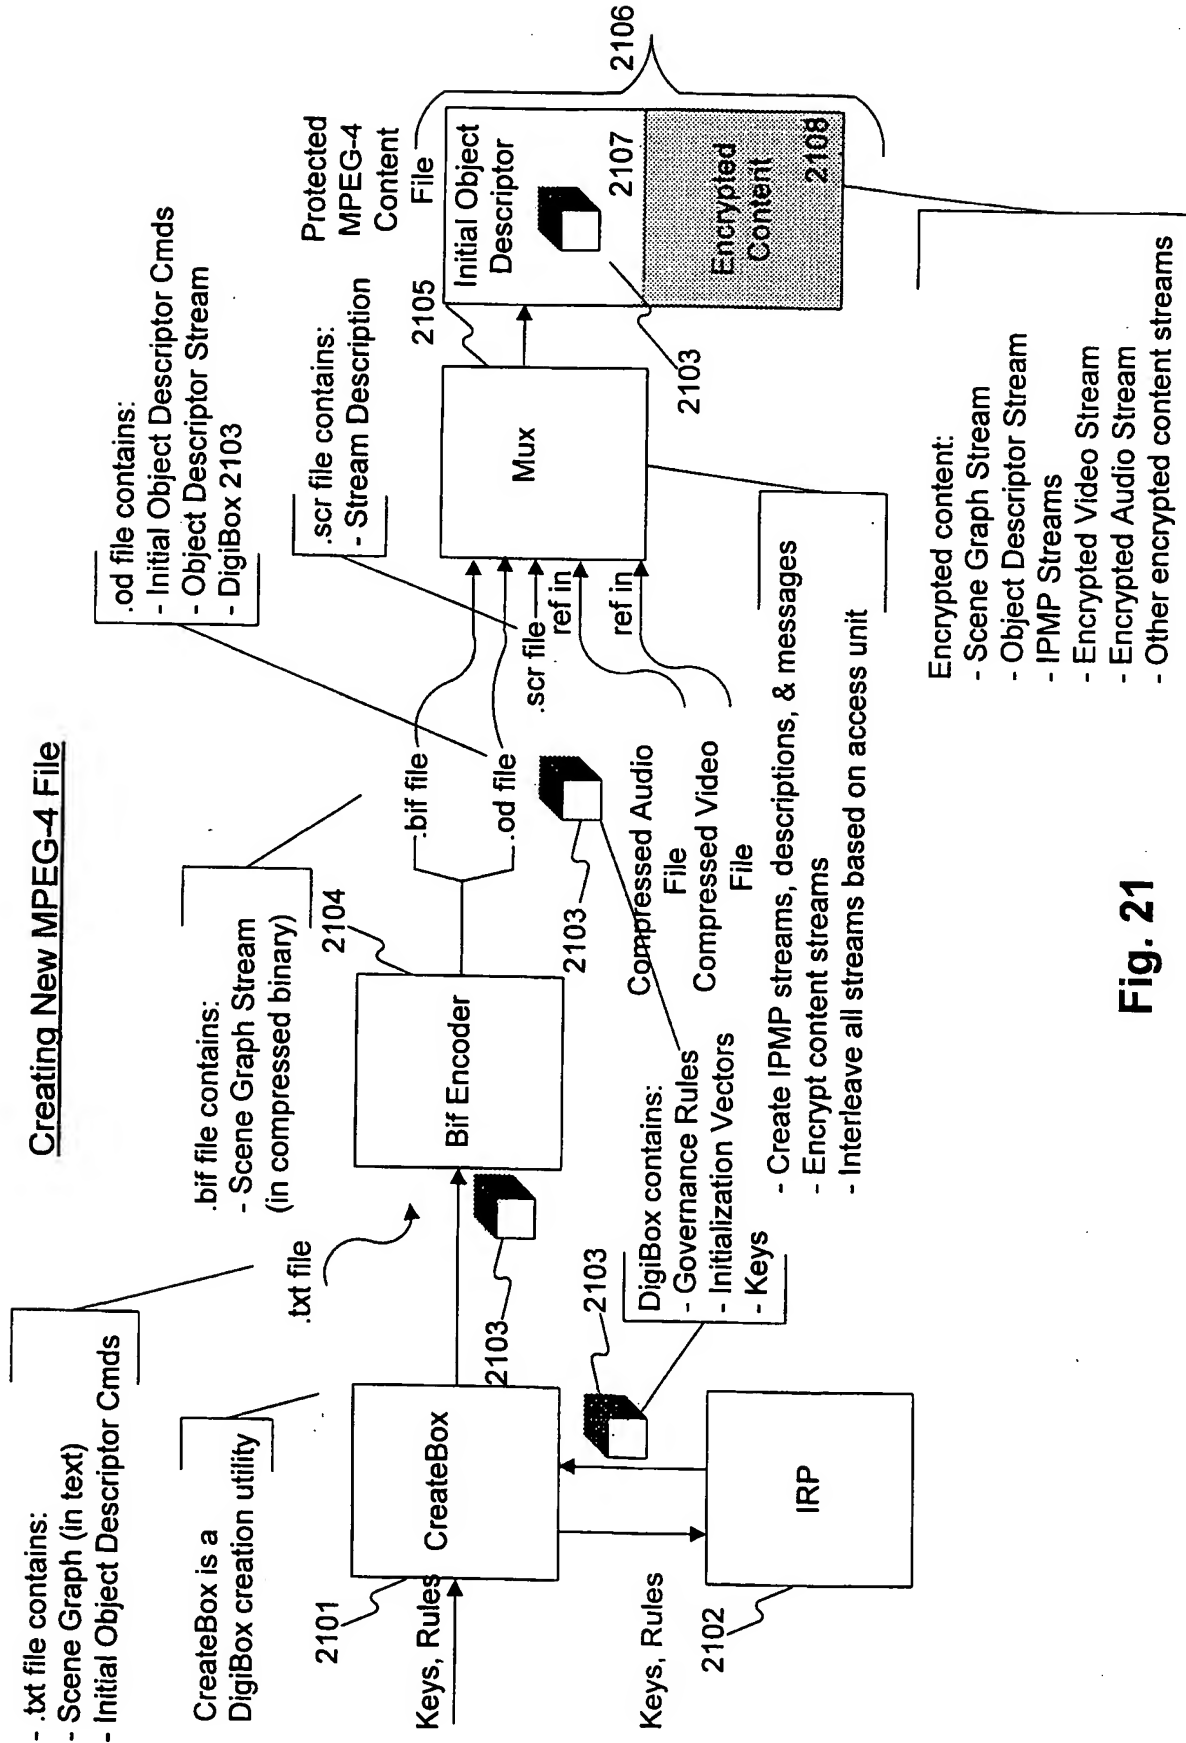 Creating New MPEG-4 File
- .txt file contains:
- Scene Graph (in text)
- Initial Object Descriptor Cmds
CreateBox is a
DigiBox creation utility
.bif file contains:
- Scene Graph Stream
(in compressed binary)
.od file contains:
- Initial Object Descriptor Cmds
- Object Descriptor Stream
- DigiBox 2103
.scr file contains:
- Stream Description
Protected
MPEG-4
Content
File
2101
Keys, Rules
CreateBox
.txt file
2103
2104
Bif Encoder
.bif file
.od file
2103
.scr file
ref in
ref in
Compressed Audio
File
Compressed Video
File
2105
Mux
Initial Object
Descriptor
2107
2103
Encrypted
Content
2108
2106
Keys, Rules
2103
2102
IRP
DigiBox contains:
- Governance Rules
- Initialization Vectors
- Keys
- Create IPMP streams, descriptions, & messages
- Encrypt content streams
- Interleave all streams based on access unit
Encrypted content:
- Scene Graph Stream
- Object Descriptor Stream
- IPMP Streams
- Encrypted Video Stream
- Encrypted Audio Stream
- Other encrypted content streams
Fig. 21